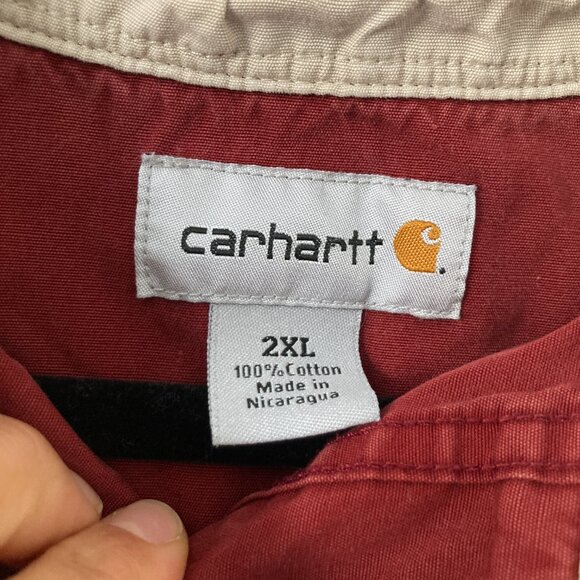 carhartt
2XL
100% Cotton
Made in
Nicaragua